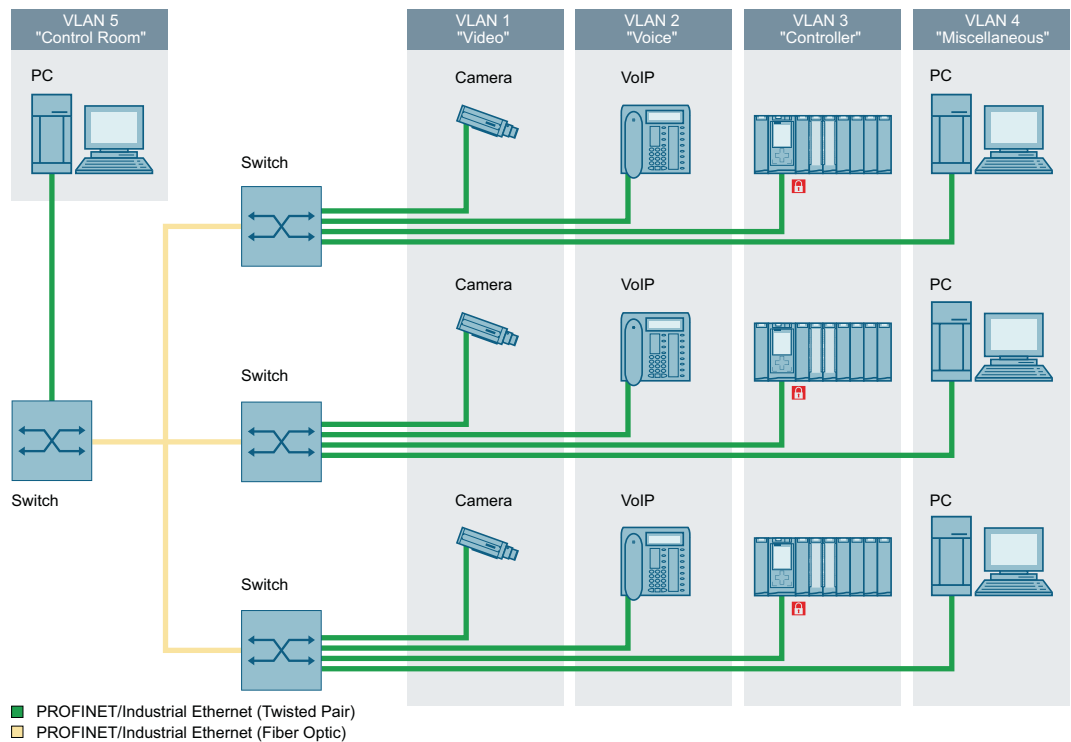 VLAN 5
"Control Room"
VLAN 1
"Video"
VLAN 2
"Voice"
VLAN 3
"Controller"
VLAN 4
"Miscellaneous"
PC
Camera
VoIP
PC
Switch
Camera
VoIP
PC
Switch
Switch
Camera
VoIP
PC
Switch
PROFINET/Industrial Ethernet (Twisted Pair)
PROFINET/Industrial Ethernet (Fiber Optic)